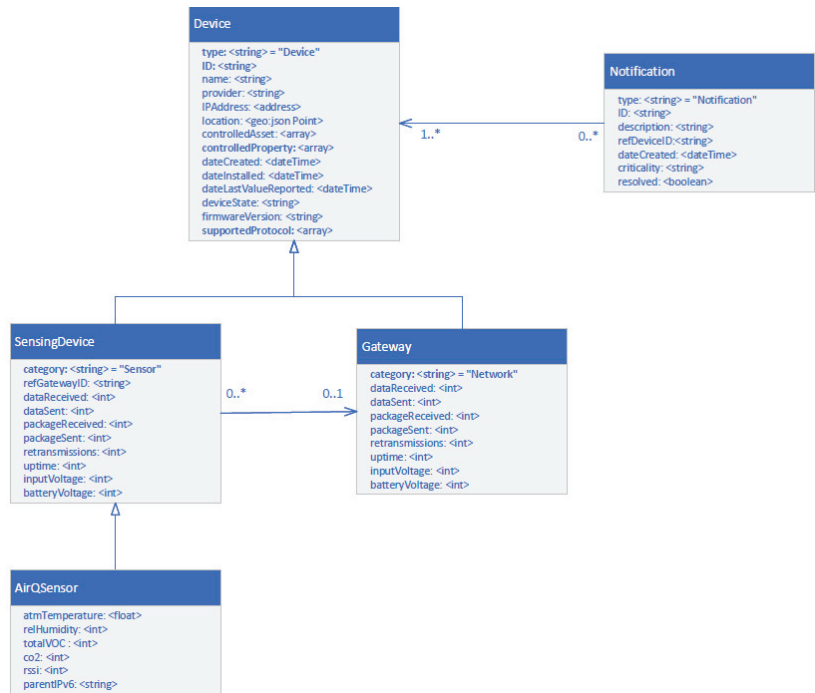 Device
type: <string> = "Device"
ID: <string>
name: <string>
provider: <string>
IPAddress: <address>
location: <geo:json Point>
controlledAsset: <array>
controlledProperty: <array>
dateCreated: <dateTime>
dateInstalled: <dateTime>
dateLastValueReported: <dateTime>
deviceState: <string>
firmwareVersion: <string>
supportedProtocol: <array>
1..*
0..*
Notification
type: <string> = "Notification"
ID: <string>
description: <string>
refDeviceID:<string>
dateCreated: <dateTime>
criticality: <string>
resolved: <boolean>
SensingDevice
category: <string> = "Sensor"
refGatewayID: <string>
dataReceived: <int>
dataSent: <int>
packageReceived: <int>
packageSent: <int>
retransmissions: <int>
uptime: <int>
inputVoltage: <int>
batteryVoltage: <int>
0..*
0..1
Gateway
category: <string> = "Network"
dataReceived: <int>
dataSent: <int>
packageReceived: <int>
packageSent: <int>
retransmissions: <int>
uptime: <int>
inputVoltage: <int>
batteryVoltage: <int>
AirQSensor
atmTemperature: <float>
relHumidity: <int>
totalVOC : <int>
co2: <int>
rssi: <int>
parentIPv6: <string>